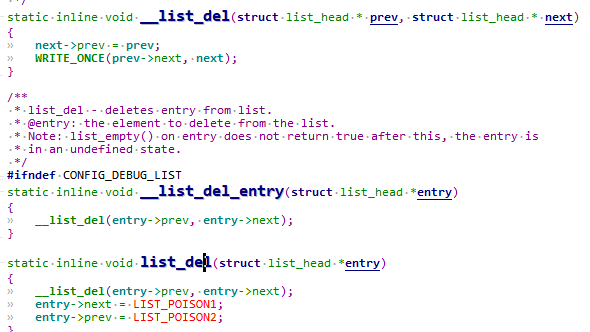 */
static inline void __list_del(struct list_head * prev, struct list_head * next)
{
» next->prev = prev;
» WRITE_ONCE(prev->next, next);
}
/**
 * list_del - deletes entry from list.
 * @entry: the element to delete from the list.
 * Note: list_empty() on entry does not return true after this, the entry is
 * in an undefined state.
 */
#ifndef CONFIG_DEBUG_LIST
static inline void __list_del_entry(struct list_head *entry)
{
» __list_del(entry->prev, entry->next);
}
static inline void list_del(struct list_head *entry)
{
» __list_del(entry->prev, entry->next);
» entry->next = LIST_POISON1;
» entry->prev = LIST_POISON2;
}